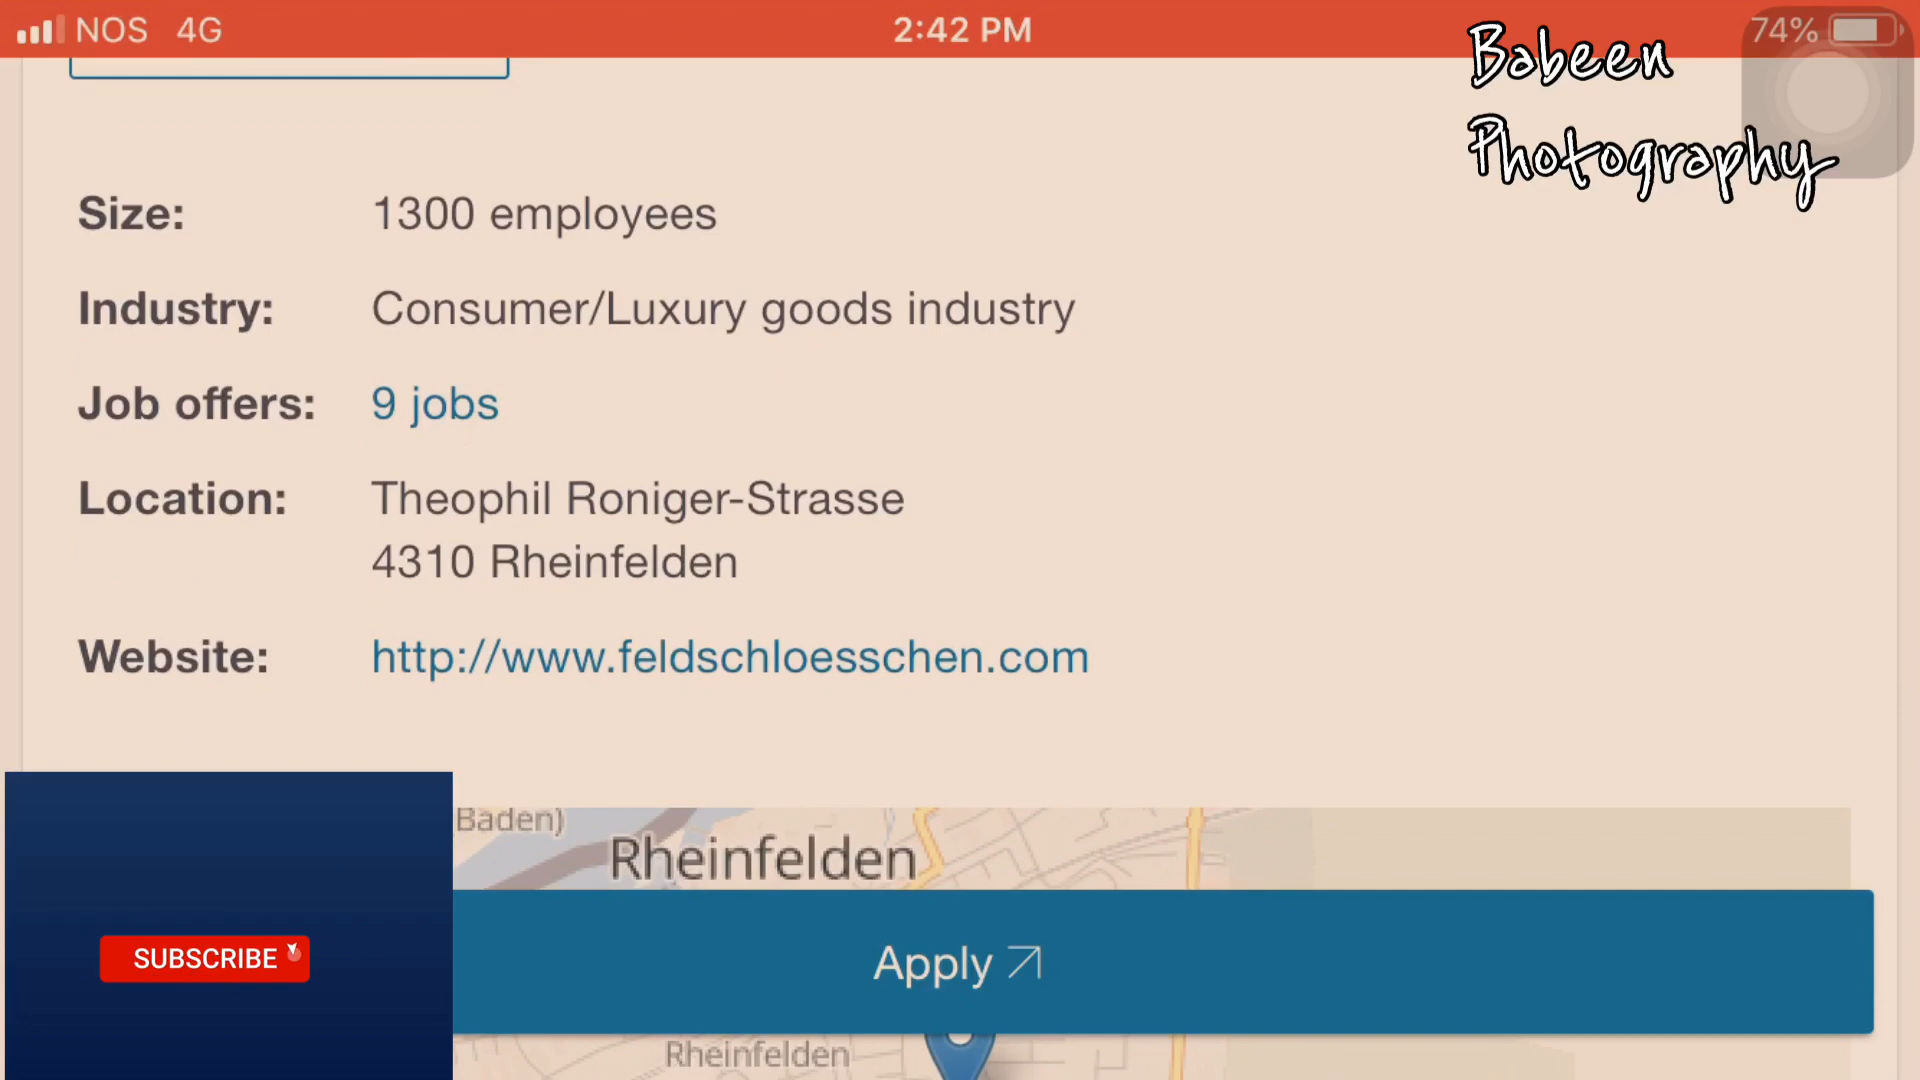 NOS 4G 2:42 PM 74%
Babeen
Photography
Size: 1300 employees
Industry: Consumer/Luxury goods industry
Job offers: 9 jobs
Location: Theophil Roniger-Strasse
4310 Rheinfelden
Website: http://www.feldschloesschen.com
Baden)
Rheinfelden
SUBSCRIBE
Apply
Rheinfelden